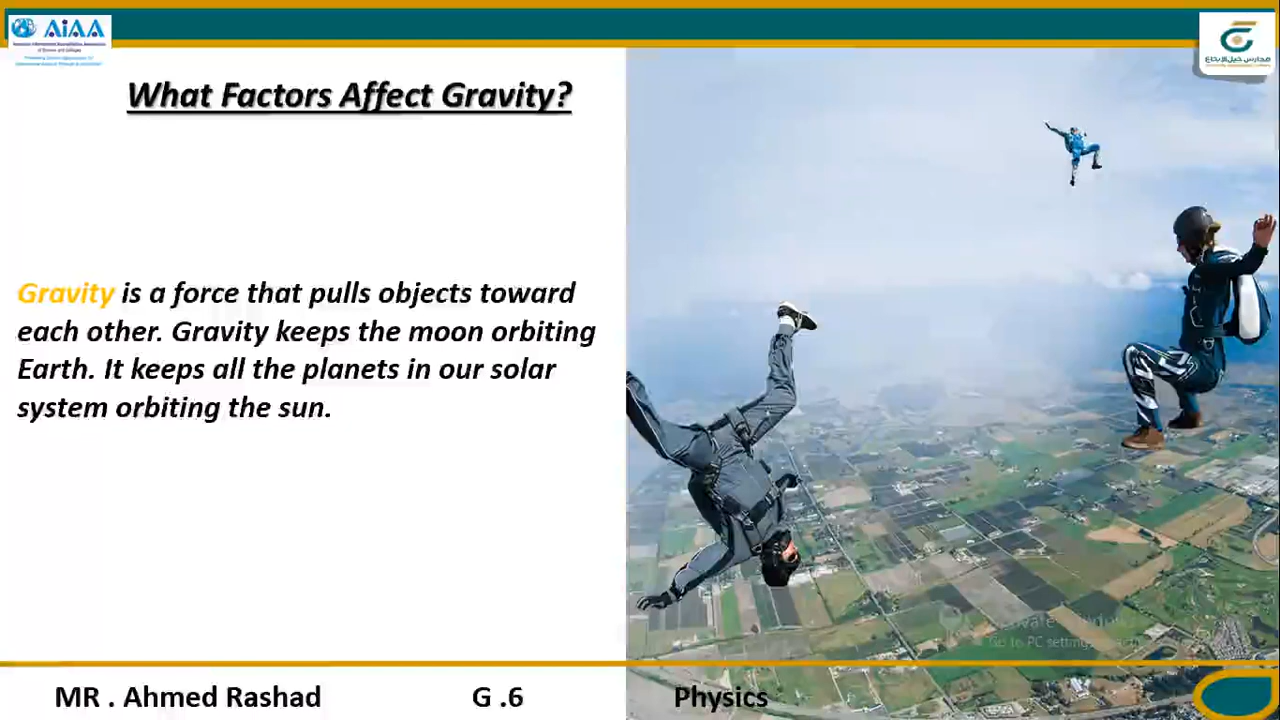 AiAA
What Factors Affect Gravity?
Gravity is a force that pulls objects toward
each other. Gravity keeps the moon orbiting
Earth. It keeps all the planets in our solar
system orbiting the sun.
MR . Ahmed Rashad
G .6
Physics